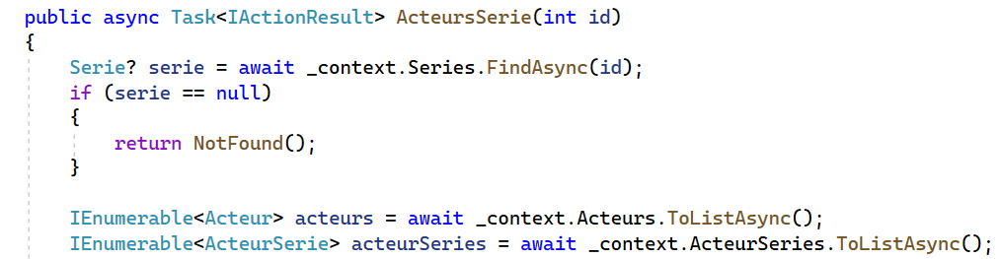 public async Task<IActionResult> ActeursSerie(int id)
{
    Serie? serie = await _context.Series.FindAsync(id);
    if (serie == null)
    {
        return NotFound();
    }

    IEnumerable<Acteur> acteurs = await _context.Acteurs.ToListAsync();
    IEnumerable<ActeurSerie> acteurSeries = await _context.ActeurSeries.ToListAsync();